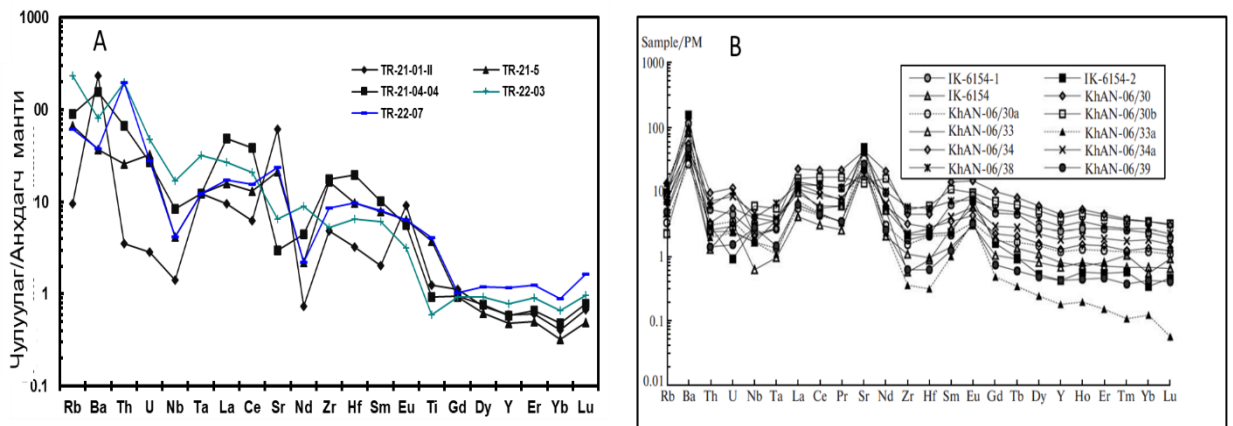 A
Чулуулаг/Анхдагч манти
1000
00
10
1
0.1
TR-21-01-II TR-21-5
TR-21-04-04 TR-22-03
TR-22-07
Rb Ba Th U Nb Ta La Ce Sr Nd Zr Hf Sm Eu Ti Gd Dy Y Er Yb Lu
B
Sample/PM
1000
100
10
1
0.1
0.01
IK-6154-1 IK-6154-2
IK-6154 KhAN-06/30
KhAN-06/30a KhAN-06/30b
KhAN-06/33 KhAN-06/33a
KhAN-06/34 KhAN-06/34a
KhAN-06/38 KhAN-06/39
Rb Ba Th U Nb Ta La Ce Pr Sr Nd Zr Hf Sm Eu Gd Tb Dy Y Ho Er Tm Yb Lu